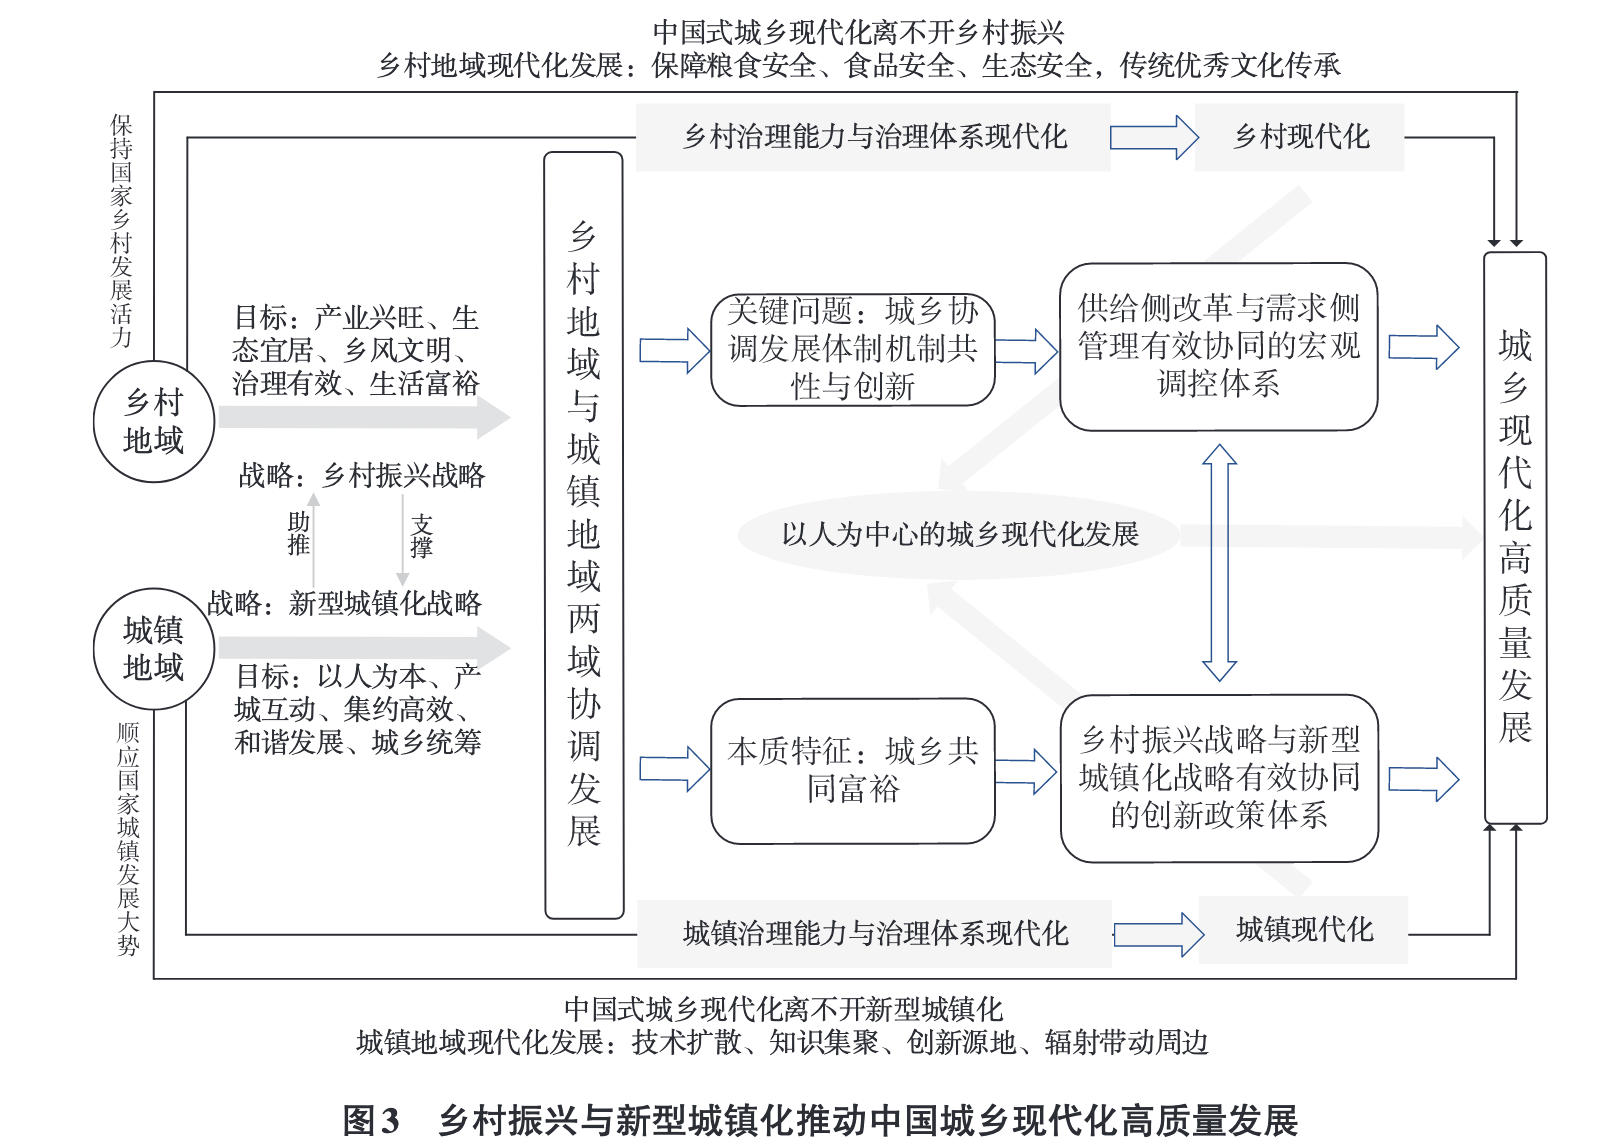 中国式城乡现代化离不开乡村振兴
乡村地域现代化发展：保障粮食安全、食品安全、生态安全，传统优秀文化传承
保持国家乡村发展活力
乡村治理能力与治理体系现代化
乡村现代化
目标：产业兴旺、生
态宜居、乡风文明、
治理有效、生活富裕
乡村
地域
战略：乡村振兴战略
助推
支撑
战略：新型城镇化战略
城镇
地域
目标：以人为本、产
城互动、集约高效、
和谐发展、城乡统筹
顺应国家城镇发展大势
乡村地域与城镇地域两域协调发展
关键问题：城乡协
调发展体制机制共
性与创新
供给侧改革与需求侧
管理有效协同的宏观
调控体系
以人为中心的城乡现代化发展
本质特征：城乡共
同富裕
乡村振兴战略与新型
城镇化战略有效协同
的创新政策体系
城乡现代化高质量发展
城镇治理能力与治理体系现代化
城镇现代化
中国式城乡现代化离不开新型城镇化
城镇地域现代化发展：技术扩散、知识集聚、创新源地、辐射带动周边
图3 乡村振兴与新型城镇化推动中国城乡现代化高质量发展